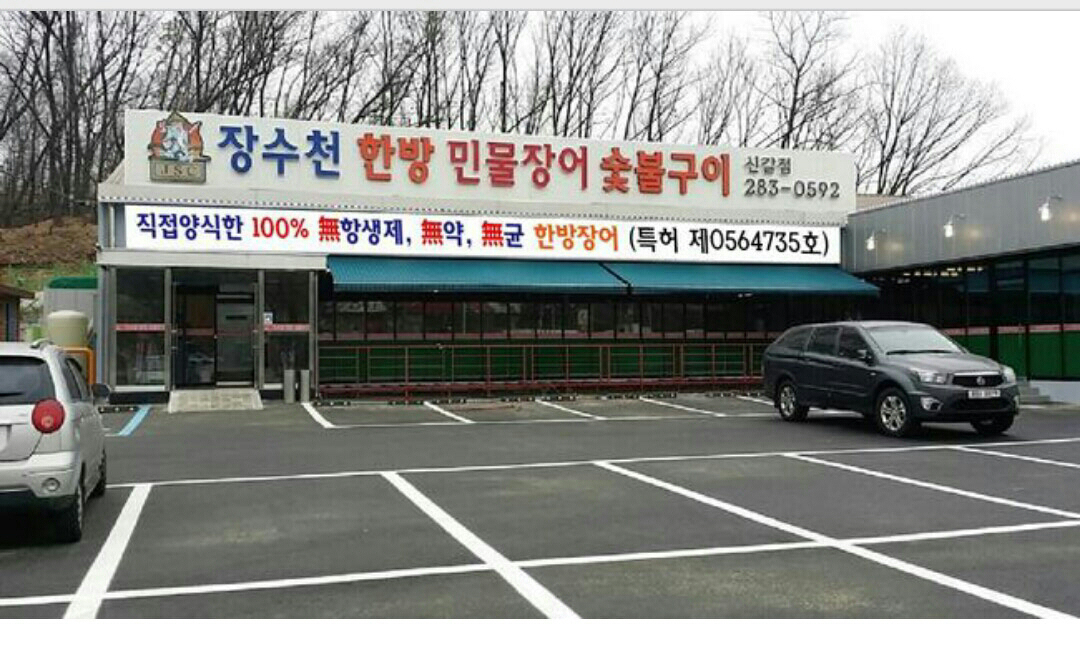 J.S.C
장수천 한방 민물장어 숯불구이
신갈점
283-0592
직접양식한 100% 無항생제, 無약, 無균 한방장어 (특허 제0564735호)